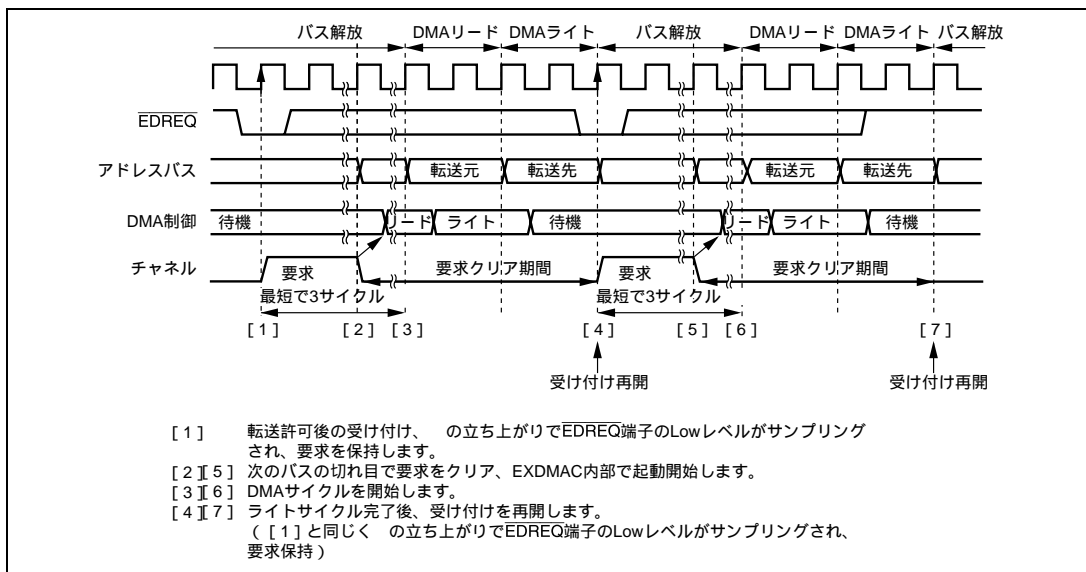 バス解放 DMAリード DMAライト バス解放 DMAリード DMAライト バス解放
EDREQ
アドレスバス 転送元 転送先 転送元 転送先
DMA制御 待機 リード ライト 待機 リード ライト 待機
チャネル 要求 要求クリア期間 要求 要求クリア期間
最短で3サイクル 最短で3サイクル
[1] [2] [3] [4] [5] [6] [7]
受け付け再開 受け付け再開
[1] 転送許可後の受け付け、 の立ち上がりでEDREQ端子のLowレベルがサンプリング
され、要求を保持します。
[2][5] 次のバスの切れ目で要求をクリア、EXDMAC内部で起動開始します。
[3][6] DMAサイクルを開始します。
[4][7] ライトサイクル完了後、受け付けを再開します。
([1]と同じく の立ち上がりでEDREQ端子のLowレベルがサンプリングされ、
要求保持)